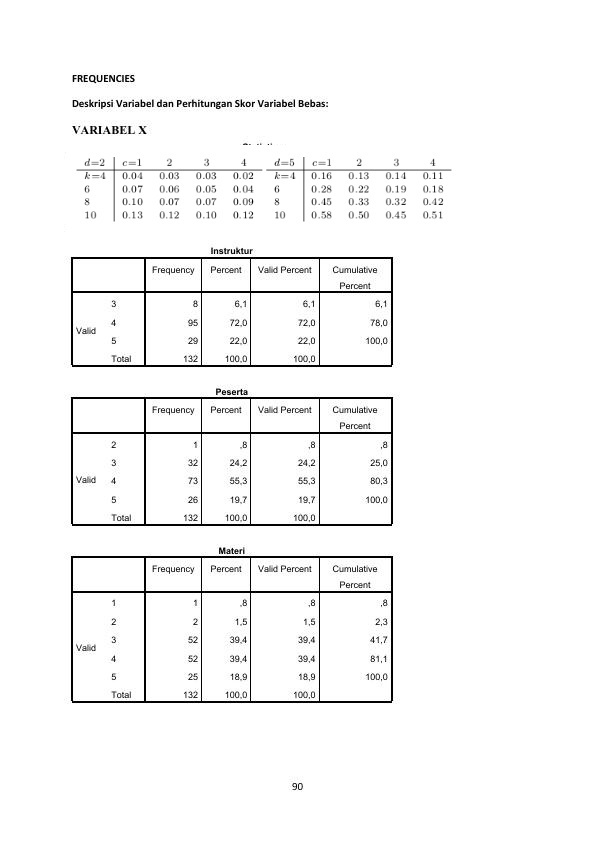 FREQUENCIES
Deskripsi Variabel dan Perhitungan Skor Variabel Bebas:
VARIABEL X
d=2 c=1 2 3 4 d=5 c=1 2 3 4
k=4 0.04 0.03 0.03 0.02 k=4 0.16 0.13 0.14 0.11
6 0.07 0.06 0.05 0.04 6 0.28 0.22 0.19 0.18
8 0.10 0.07 0.07 0.09 8 0.45 0.33 0.32 0.42
10 0.13 0.12 0.10 0.12 10 0.58 0.50 0.45 0.51
Instruktur
Frequency Percent Valid Percent Cumulative
Percent
3 8 6,1 6,1 6,1
4 95 72,0 72,0 78,0
Valid
5 29 22,0 22,0 100,0
Total 132 100,0 100,0
Peserta
Frequency Percent Valid Percent Cumulative
Percent
2 1 ,8 ,8 ,8
3 32 24,2 24,2 25,0
Valid 4 73 55,3 55,3 80,3
5 26 19,7 19,7 100,0
Total 132 100,0 100,0
Materi
Frequency Percent Valid Percent Cumulative
Percent
1 1 ,8 ,8 ,8
2 2 1,5 1,5 2,3
3 52 39,4 39,4 41,7
Valid
4 52 39,4 39,4 81,1
5 25 18,9 18,9 100,0
Total 132 100,0 100,0
90